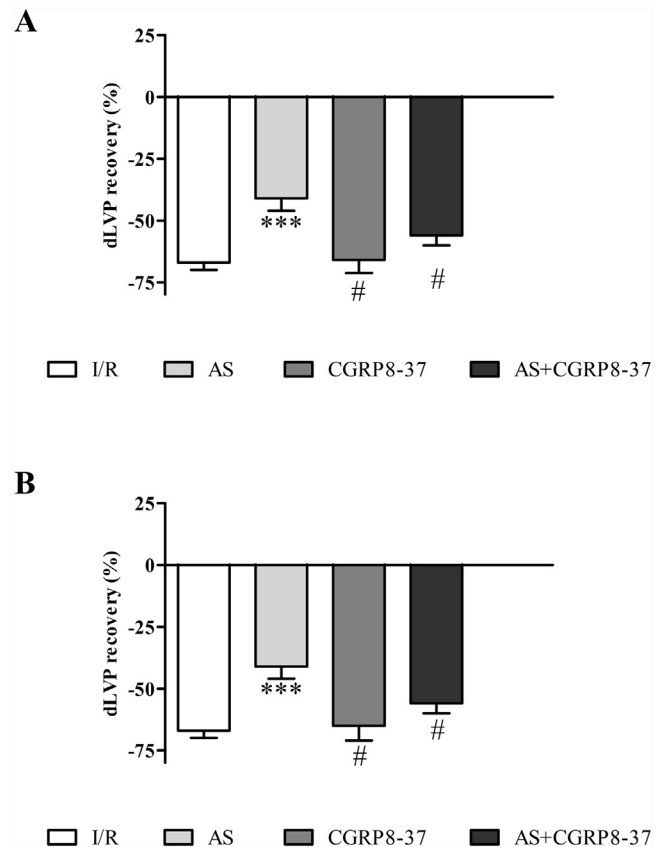 A
25
0
-25
-50
-75
dLVP recovery (%)
***
#
#
I/R AS CGRP8-37 AS+CGRP8-37
B
25
0
-25
-50
-75
dLVP recovery (%)
***
#
#
I/R AS CGRP8-37 AS+CGRP8-37